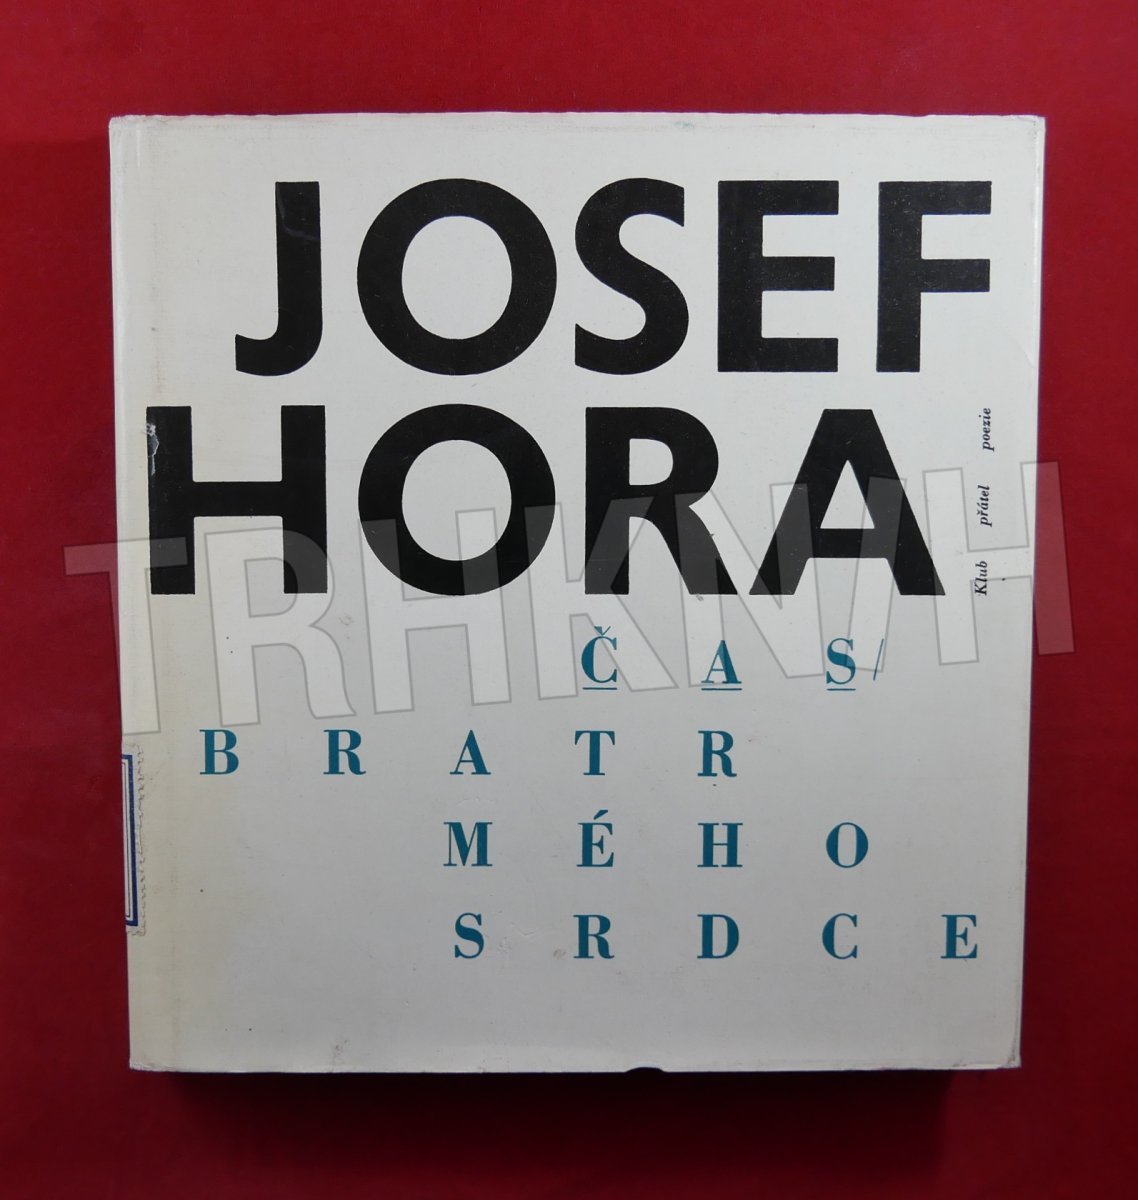 JOSEF
HORA
Klub přátel poezie
ČAS/
BRATR
MÉHO
SRDCE
TRHKNIH